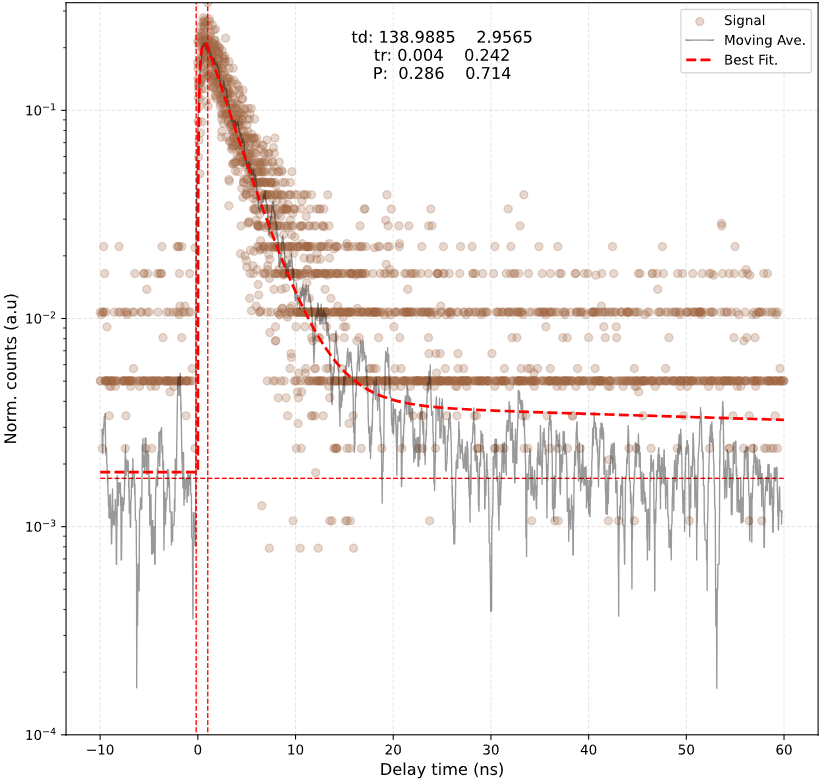 td: 138.9885 2.9565
tr: 0.004 0.242
P: 0.286 0.714
Signal
Moving Ave.
Best Fit.
Norm. counts (a.u)
10⁻¹
10⁻²
10⁻³
10⁻⁴
−10 0 10 20 30 40 50 60
Delay time (ns)